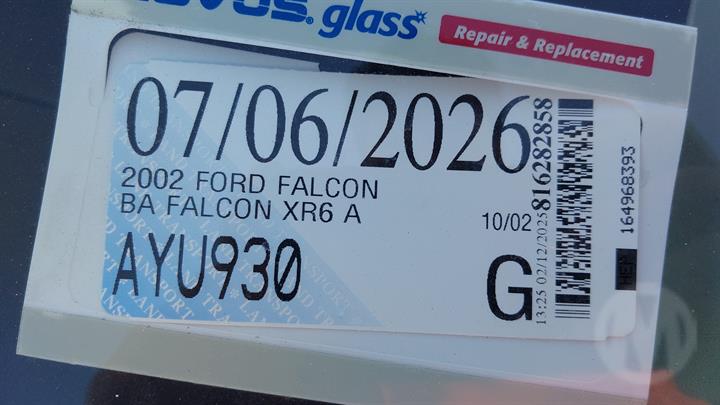 glass
Repair & Replacement
07/06/2026
2002 FORD FALCON
BA FALCON XR6 A
10/02
AYU930
G
13:25 02/12/2025
816282858
164968393